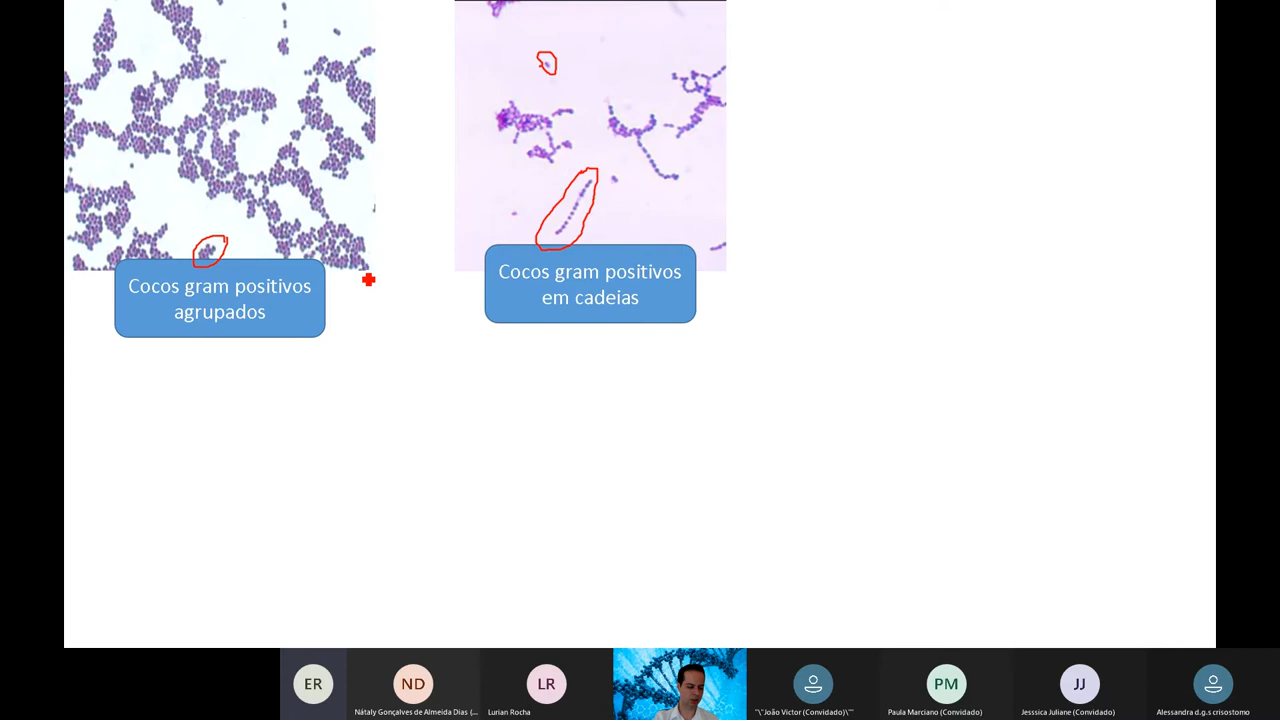 Cocos gram positivos
agrupados
Cocos gram positivos
em cadeias
ER
ND
LR
PM
JJ
Nátaly Gonçalves de Almeida Dias (...
Lurian Rocha
"\"João Victor (Convidado)\""
Paula Marciano (Convidado)
Jesssica Juliane (Convidado)
Alessandra d.g.s crisostomo